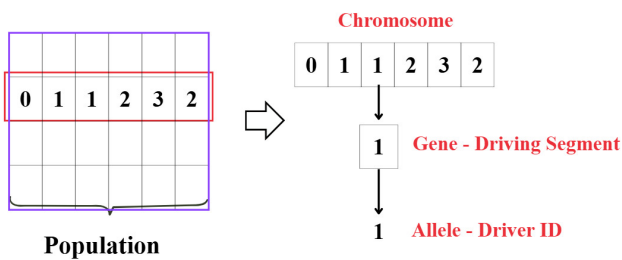 Chromosome
0 1 1 2 3 2
0 1 1 2 3 2
1
Gene - Driving Segment
1
Allele - Driver ID
Population